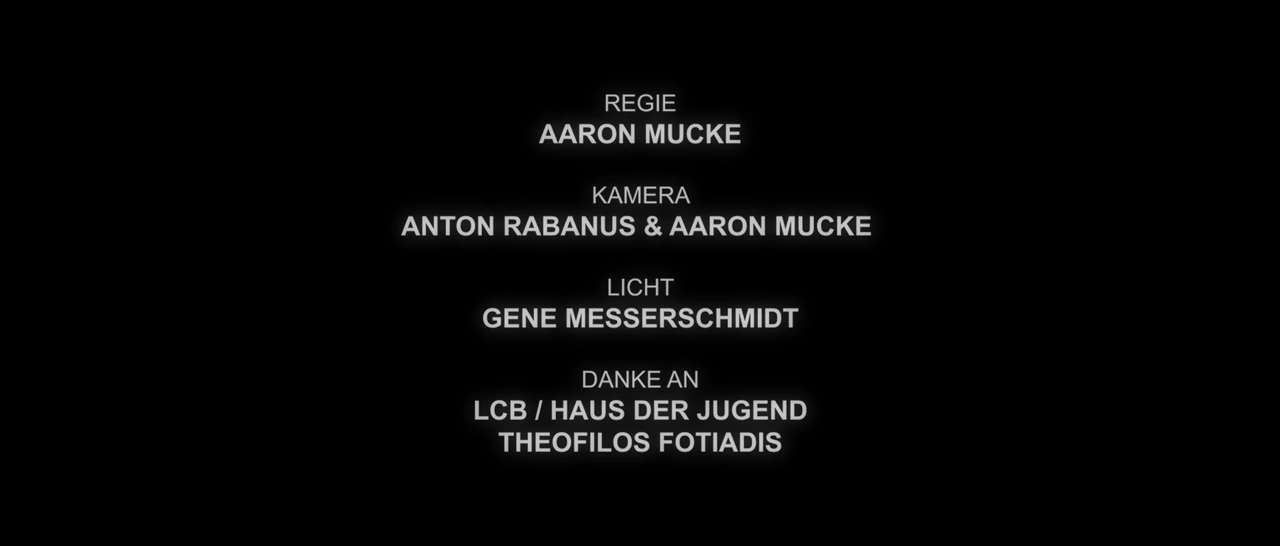 REGIE
AARON MUCKE
KAMERA
ANTON RABANUS & AARON MUCKE
LICHT
GENE MESSERSCHMIDT
DANKE AN
LCB / HAUS DER JUGEND
THEOFILOS FOTIADIS